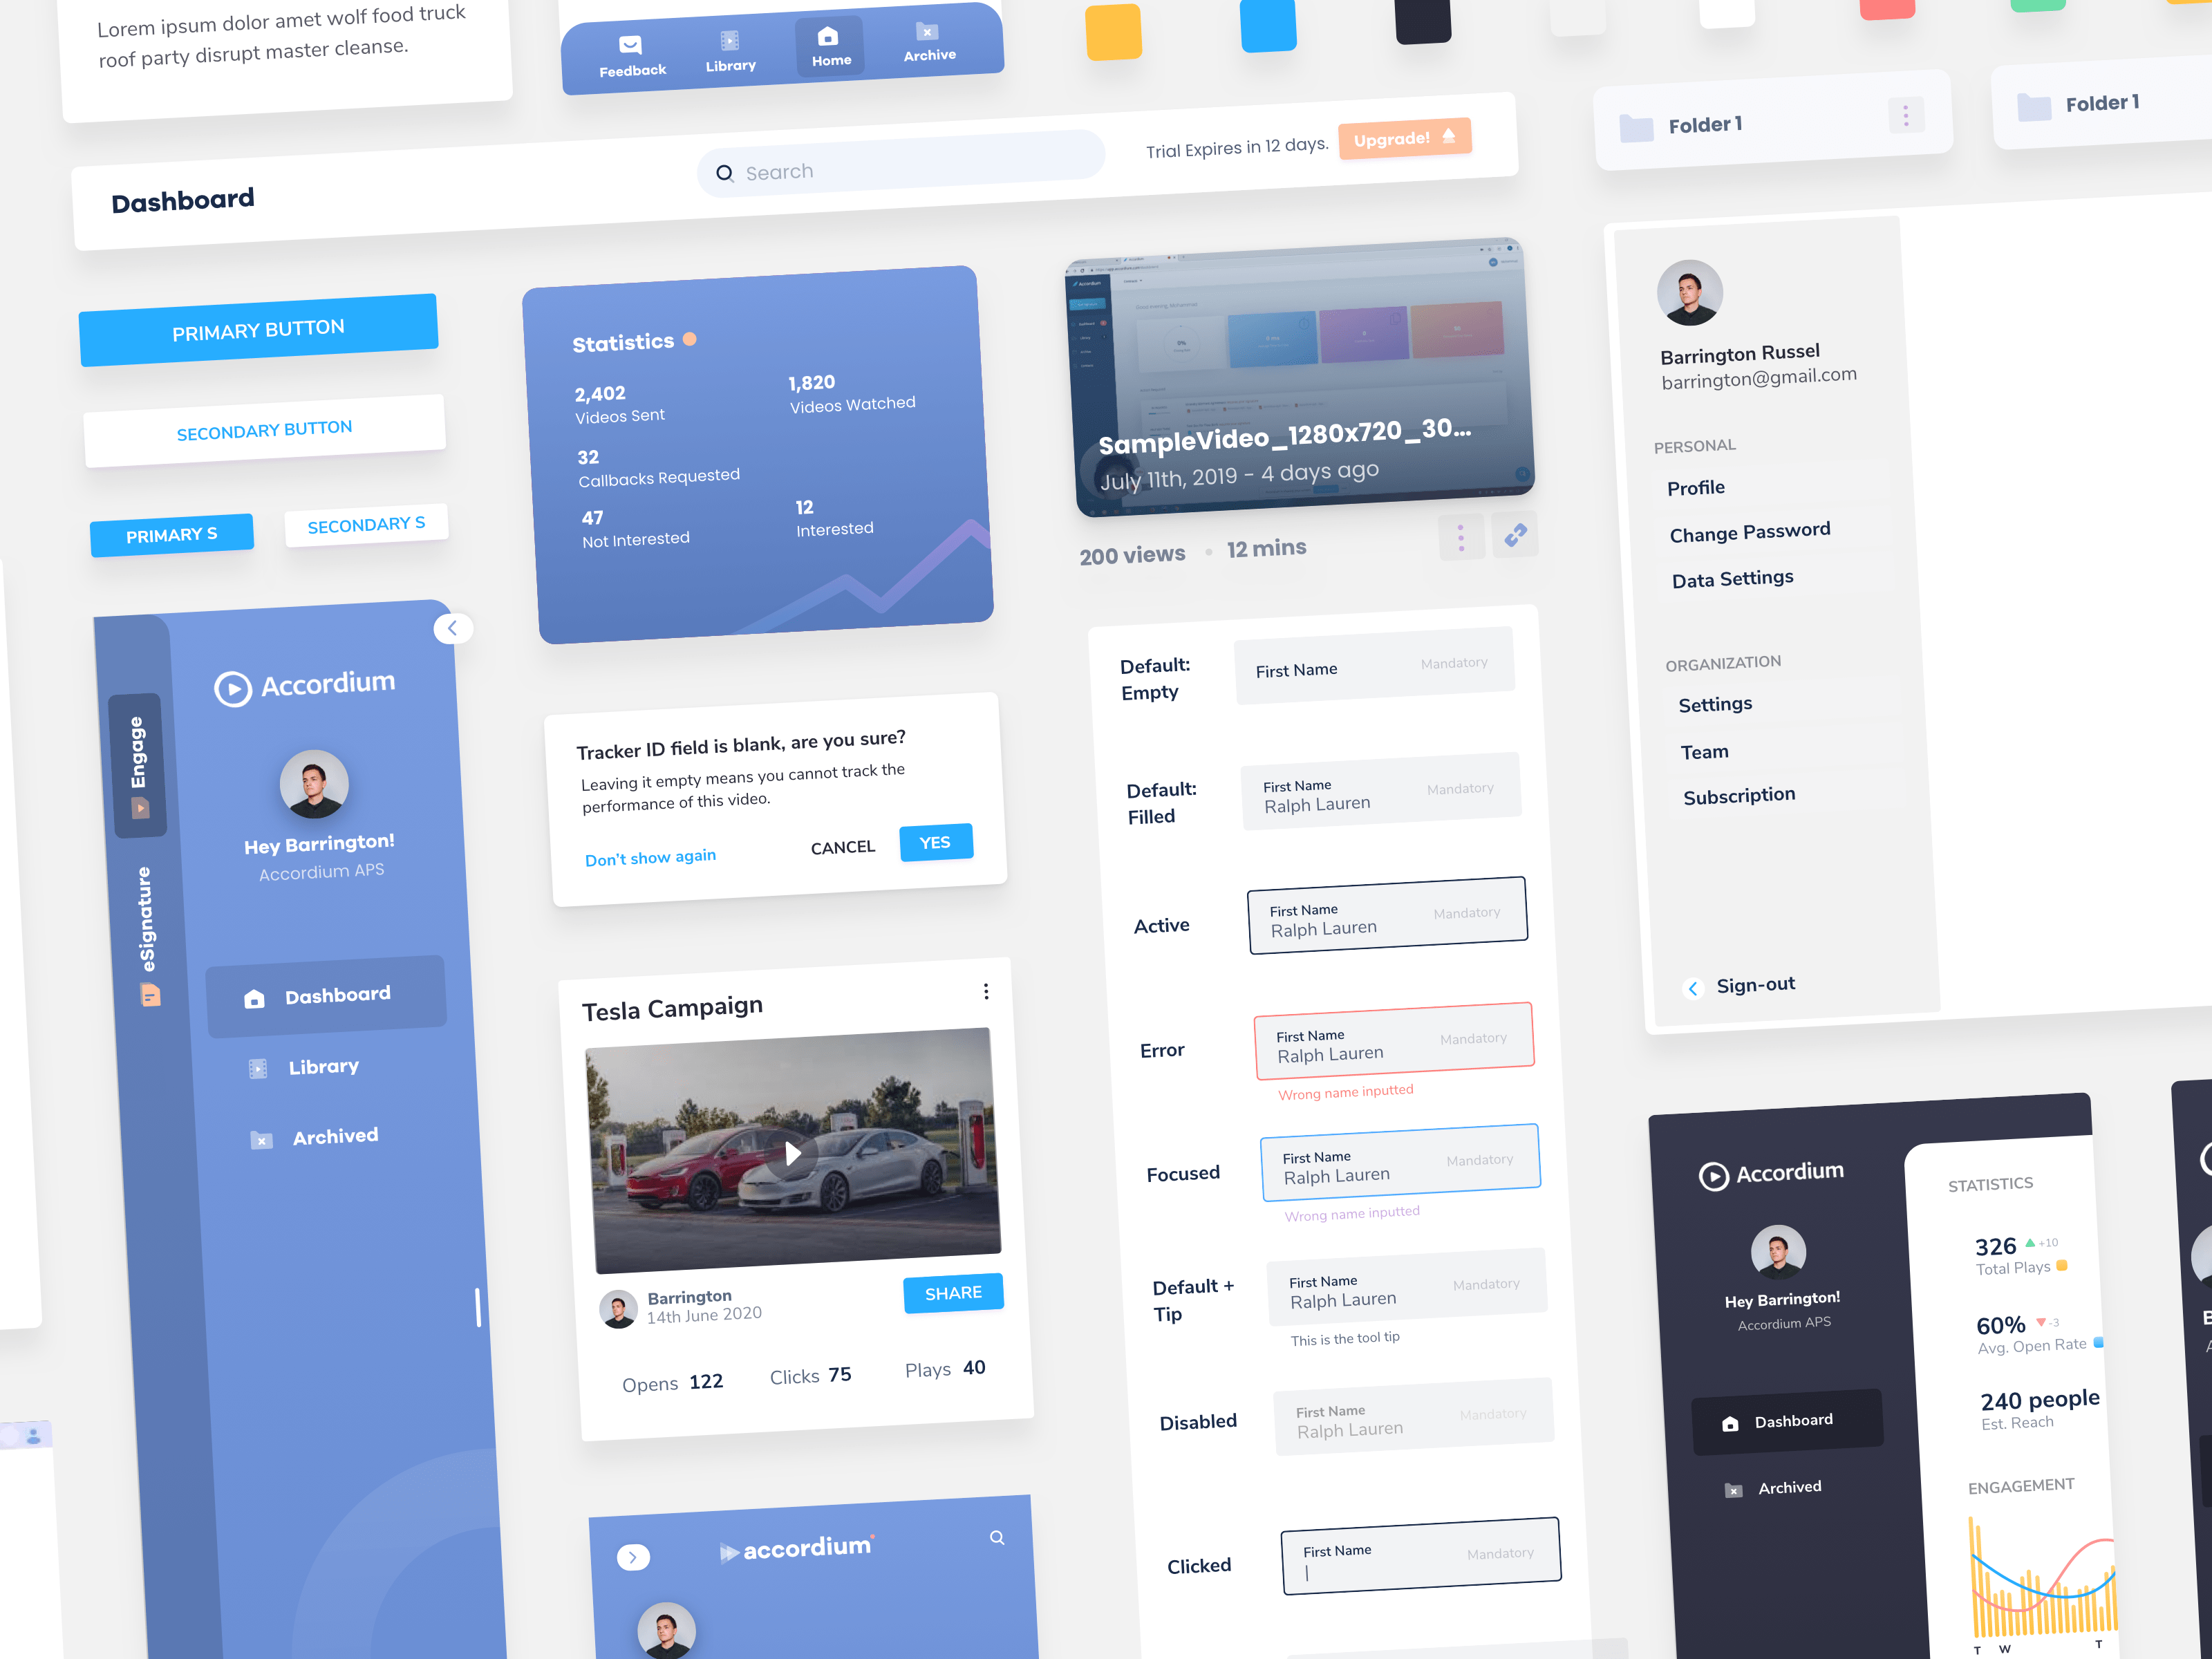 Lorem ipsum dolor amet wolf food truck
roof party disrupt master cleanse.
Feedback
Library
Home
Archive
Dashboard
Search
Trial Expires in 12 days.
Upgrade!
Folder 1
Folder 1
PRIMARY BUTTON
SECONDARY BUTTON
PRIMARY S
SECONDARY S
Statistics
2,402
Videos Sent
1,820
Videos Watched
32
Callbacks Requested
47
Not Interested
12
Interested
SampleVideo_1280x720_30...
July 11th, 2019 - 4 days ago
200 views • 12 mins
Barrington Russel
barrington@gmail.com
PERSONAL
Profile
Change Password
Data Settings
ORGANIZATION
Settings
Team
Subscription
Sign-out
Engage
eSignature
Accordium
Hey Barrington!
Accordium APS
Dashboard
Library
Archived
Tracker ID field is blank, are you sure?
Leaving it empty means you cannot track the
performance of this video.
Don't show again
CANCEL
YES
Tesla Campaign
Barrington
14th June 2020
SHARE
Opens 122
Clicks 75
Plays 40
accordium
Default:
Empty
First Name
Mandatory
Default:
Filled
First Name
Ralph Lauren
Mandatory
Active
First Name
Ralph Lauren
Mandatory
Error
First Name
Ralph Lauren
Mandatory
Wrong name inputted
Focused
First Name
Ralph Lauren
Mandatory
Wrong name inputted
Default +
Tip
First Name
Ralph Lauren
Mandatory
This is the tool tip
Disabled
First Name
Ralph Lauren
Mandatory
Clicked
First Name
Mandatory
Accordium
Hey Barrington!
Accordium APS
Dashboard
Archived
STATISTICS
326
+10
Total Plays
60%
-3
Avg. Open Rate
240 people
Est. Reach
ENGAGEMENT
T W T